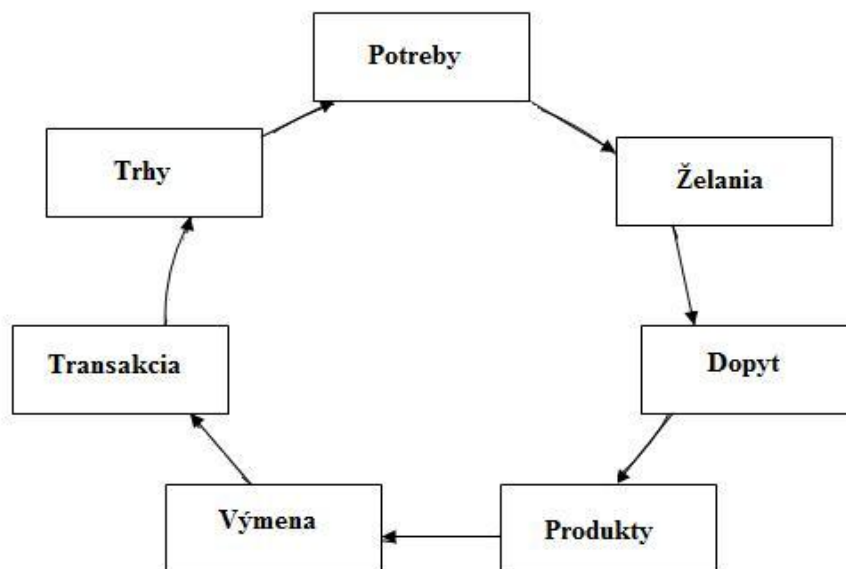 Potreby
Želania
Dopyt
Produkty
Výmena
Transakcia
Trhy